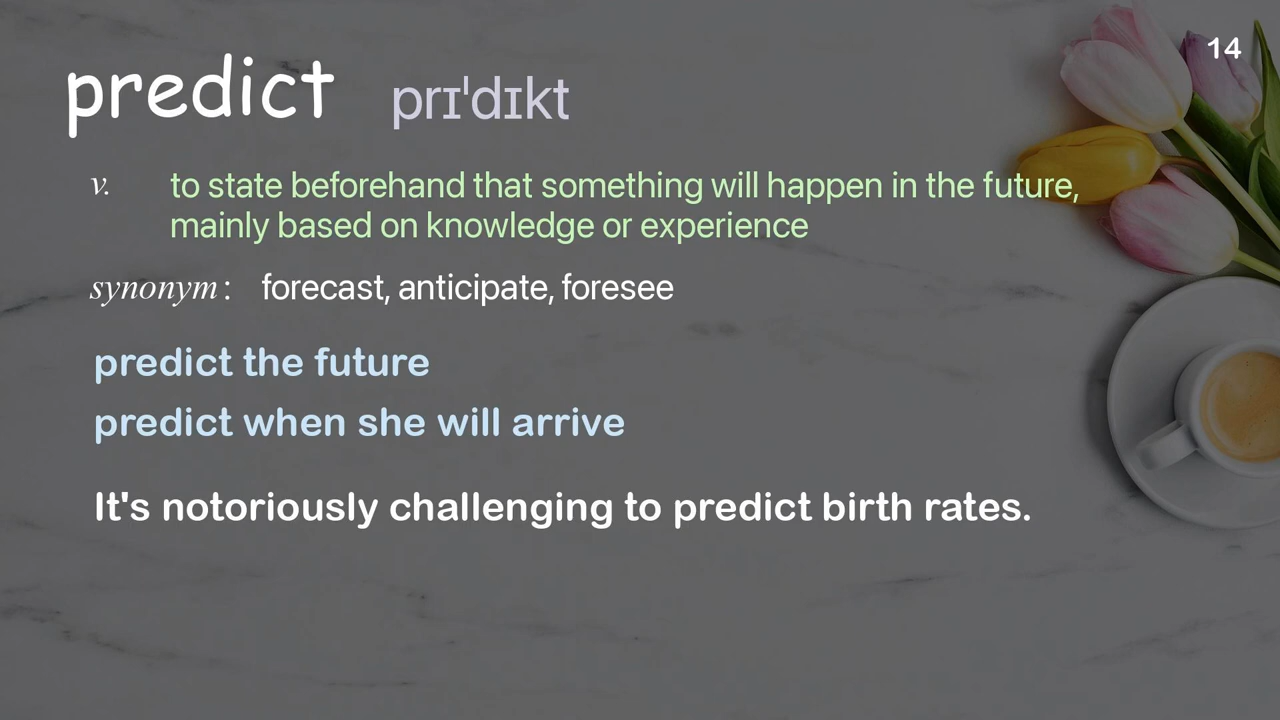 14
predict prɪˈdɪkt
v. to state beforehand that something will happen in the future,
mainly based on knowledge or experience
synonym : forecast, anticipate, foresee
predict the future
predict when she will arrive
It's notoriously challenging to predict birth rates.